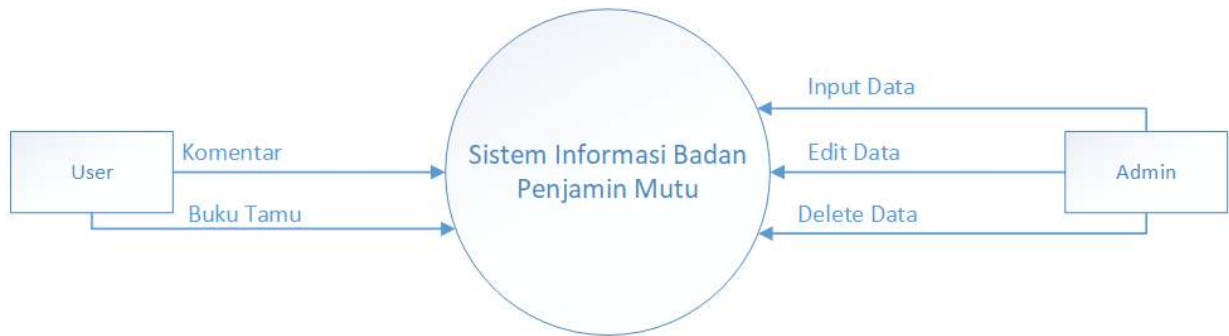 User
Komentar
Buku Tamu
Sistem Informasi Badan
Penjamin Mutu
Input Data
Edit Data
Delete Data
Admin